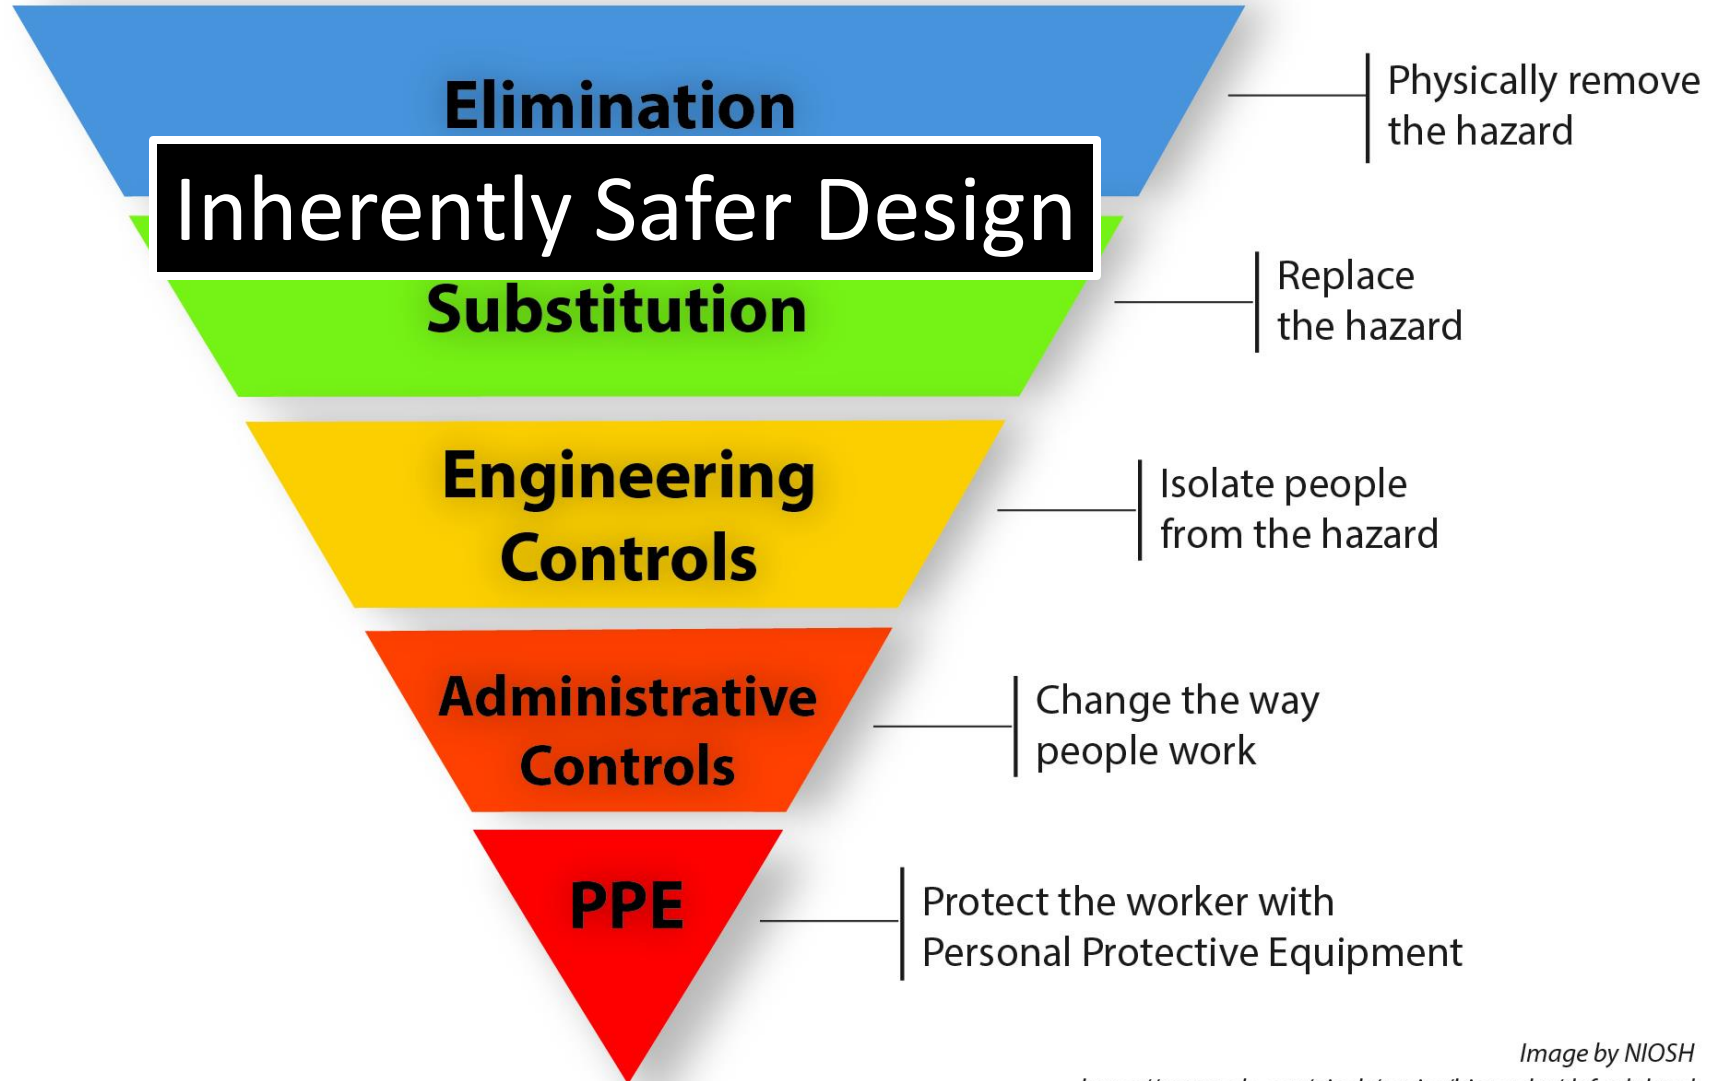 Elimination
Physically remove
the hazard
Inherently Safer Design
Substitution
Replace
the hazard
Engineering
Controls
Isolate people
from the hazard
Administrative
Controls
Change the way
people work
PPE
Protect the worker with
Personal Protective Equipment
Image by NIOSH